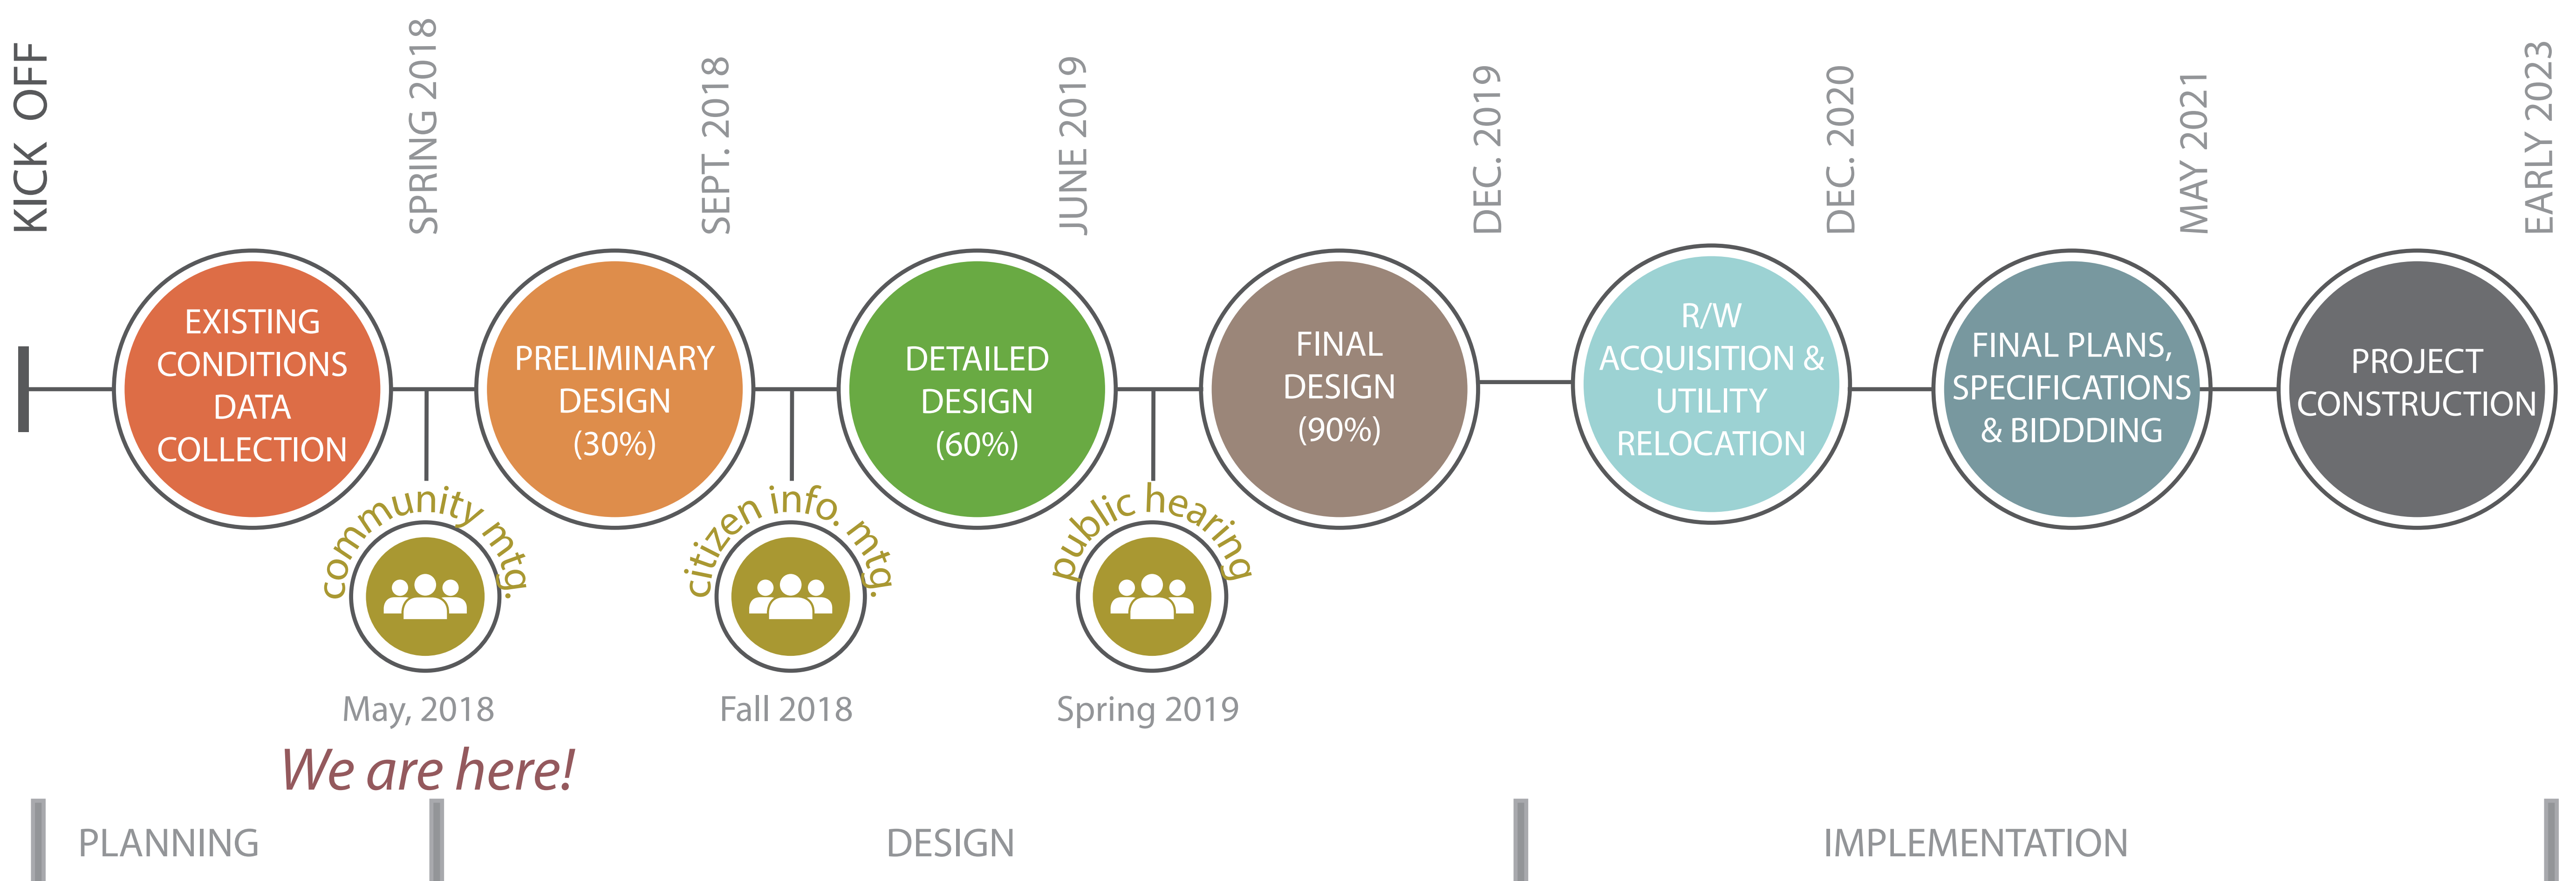 KICK OFF
SPRING 2018
SEPT. 2018
JUNE 2019
DEC. 2019
DEC. 2020
MAY 2021
EARLY 2023
EXISTING
CONDITIONS
DATA
COLLECTION
PRELIMINARY
DESIGN
(30%)
DETAILED
DESIGN
(60%)
FINAL
DESIGN
(90%)
R/W
ACQUISITION &
UTILITY
RELOCATION
FINAL PLANS,
SPECIFICATIONS
& BIDDDING
PROJECT
CONSTRUCTION
community mtg.
May, 2018
citizen info. mtg.
Fall 2018
public hearing
Spring 2019
We are here!
PLANNING
DESIGN
IMPLEMENTATION